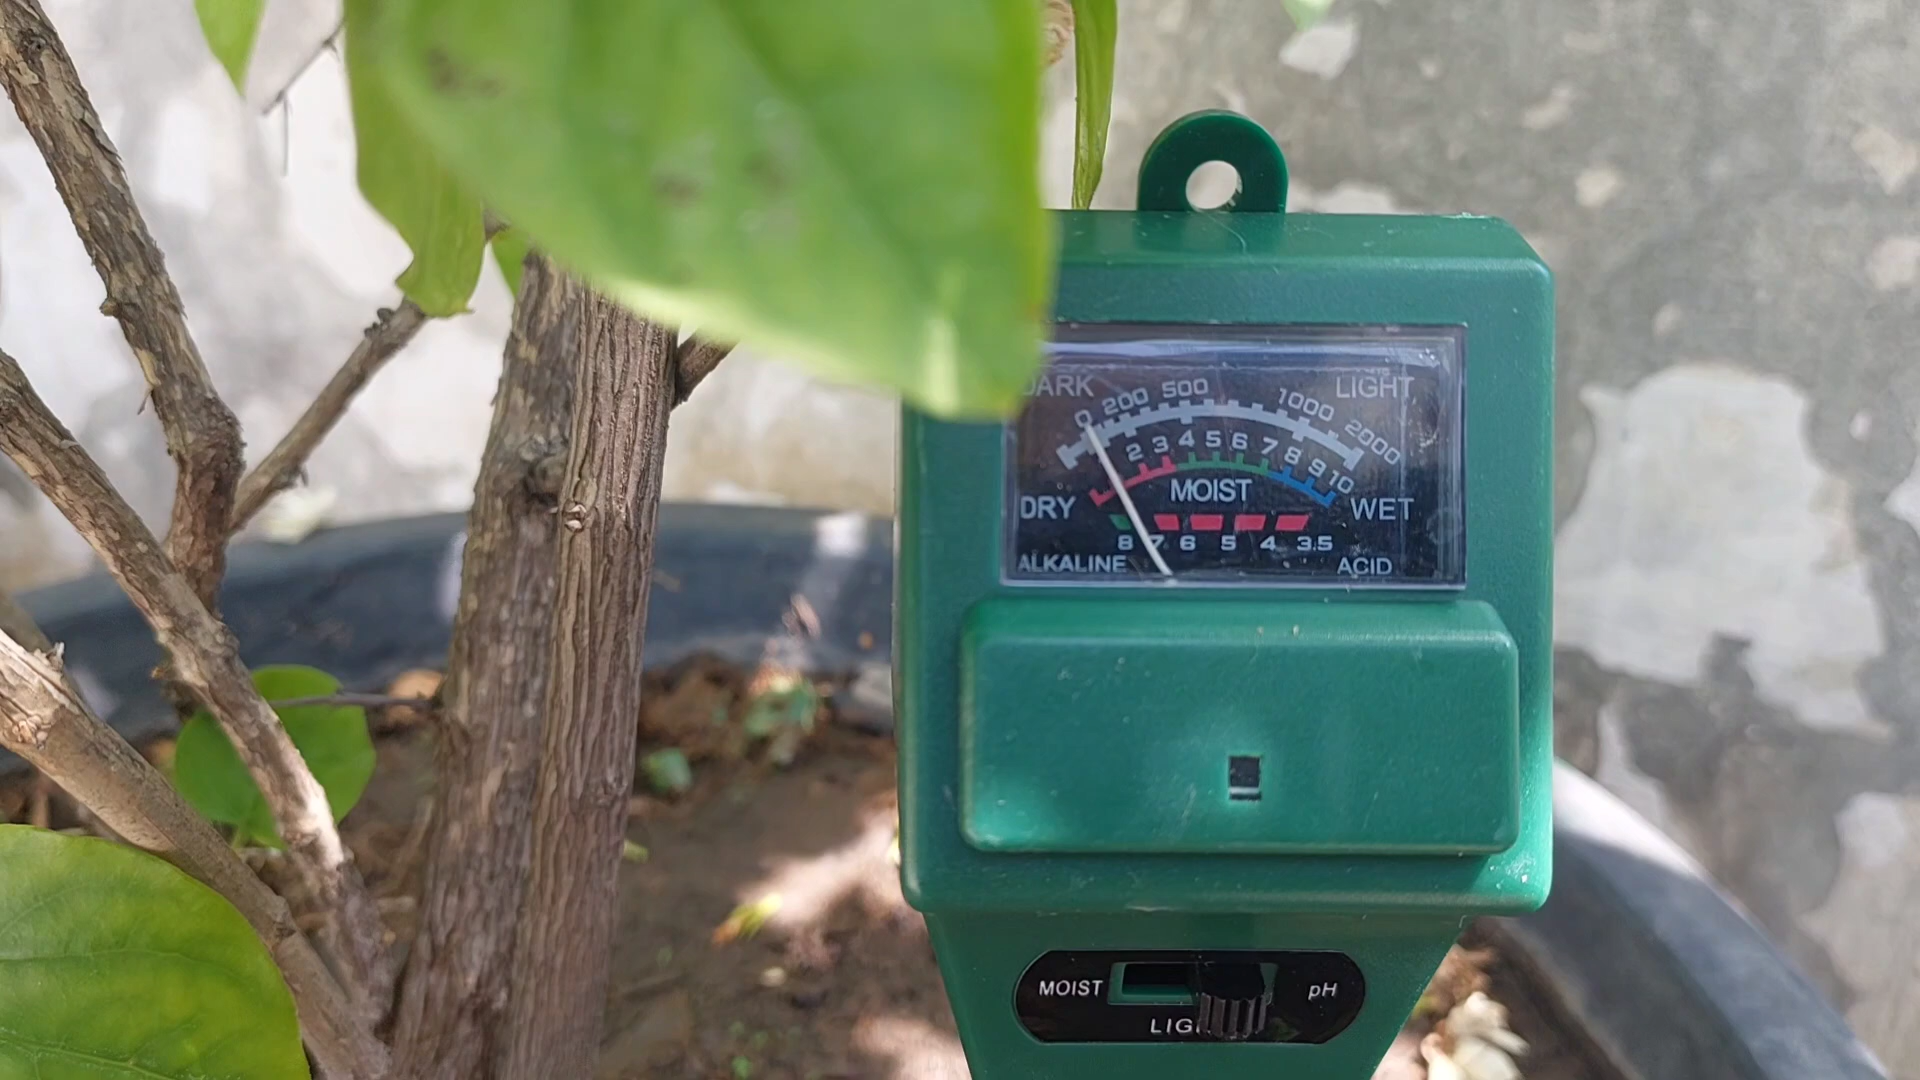 DARK LIGHT
0 200 500 1000 2000
2 3 4 5 6 7 8 9 10
DRY MOIST WET
8 7 6 5 4 3.5
ALKALINE ACID
MOIST pH